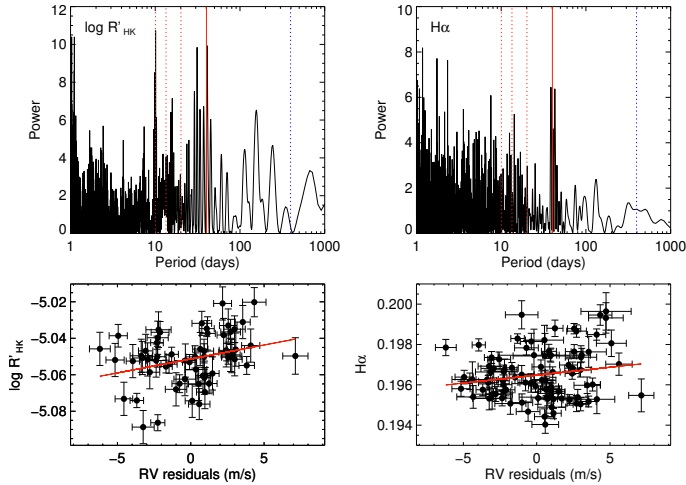 log R'HK
Power
12
10
8
6
4
2
0
1 10 100 1000
Period (days)
Hα
Power
10
8
6
4
2
0
1 10 100 1000
Period (days)
log R'HK
-5.02
-5.04
-5.06
-5.08
-5 0 5
RV residuals (m/s)
Hα
0.200
0.198
0.196
0.194
-5 0 5
RV residuals (m/s)